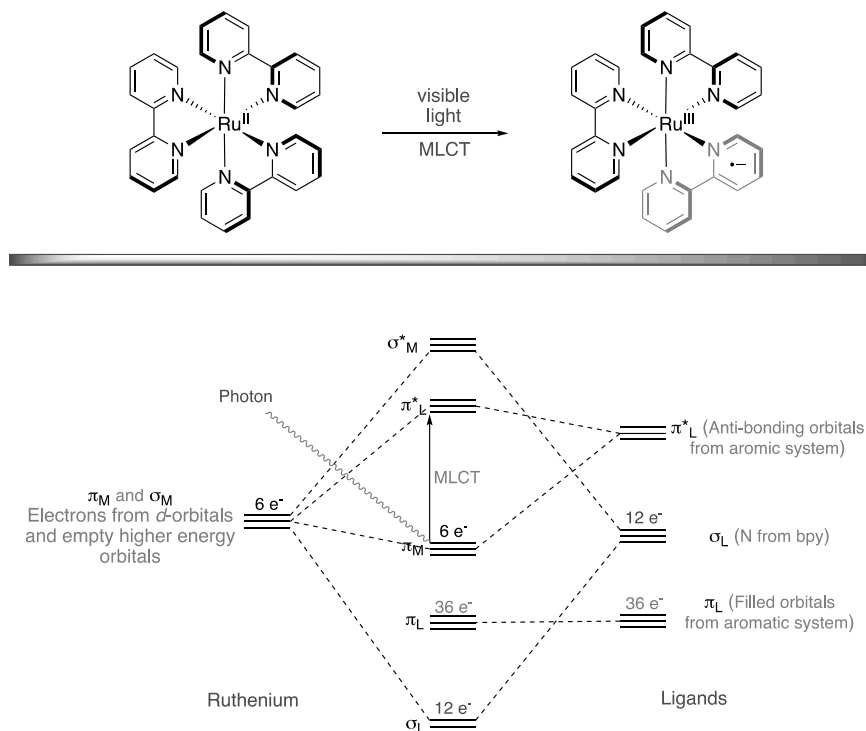 N N
N Ru^II N
N N
visible
light
MLCT
N N
N Ru^III N
N N
•−
σ*M
Photon
π*L
π*L (Anti-bonding orbitals
from aromic system)
MLCT
πM and σM
6 e-
Electrons from d-orbitals
and empty higher energy
orbitals
6 e-
πM
12 e-
σL (N from bpy)
36 e-
πL
36 e-
πL (Filled orbitals
from aromatic system)
Ruthenium
Ligands
12 e-
σL